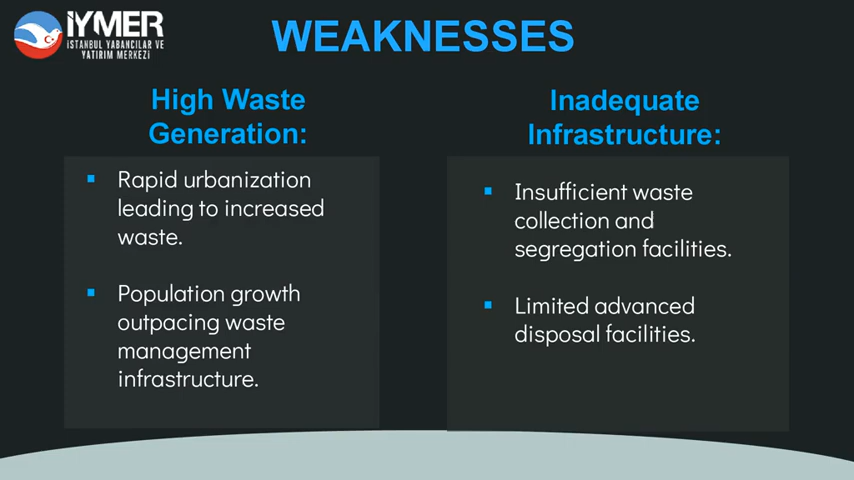 İYMER
İSTANBUL YABANCILAR VE
YATIRIM MERKEZİ
WEAKNESSES
High Waste
Generation:
▪ Rapid urbanization
leading to increased
waste.
▪ Population growth
outpacing waste
management
infrastructure.
Inadequate
Infrastructure:
▪ Insufficient waste
collection and
segregation facilities.
▪ Limited advanced
disposal facilities.